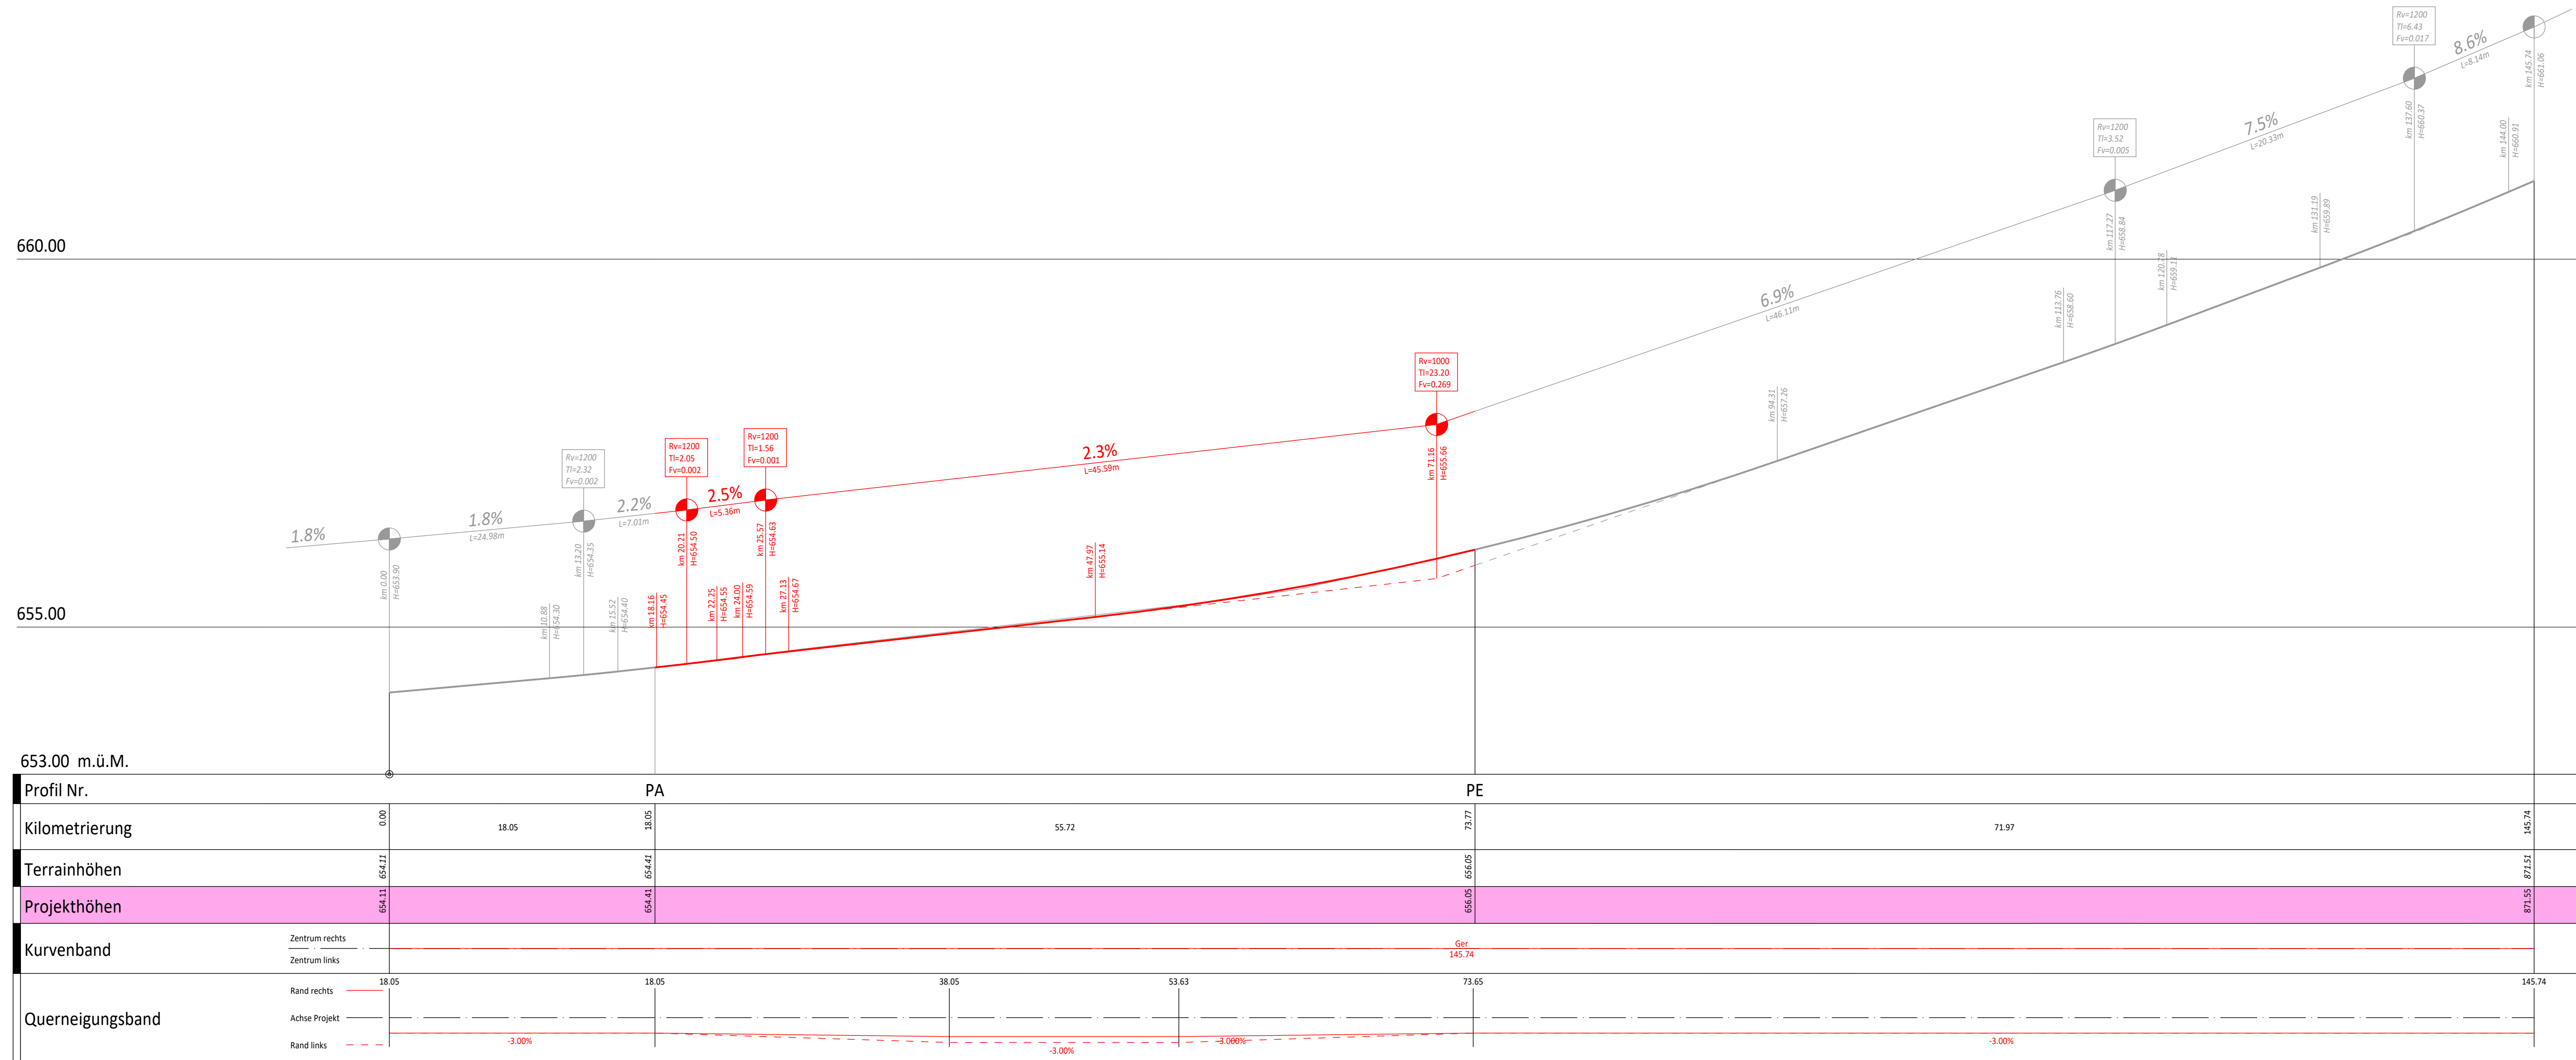 Rv=1200
Tl=6.43
Fv=0.017
8.6%
L=8.14m
km 145.74
H=661.06
km 137.60
H=660.37
7.5%
L=20.33m
Rv=1200
Tl=3.52
Fv=0.005
km 144.00
H=660.91
km 131.19
H=659.89
km 117.27
H=658.84
km 120.78
H=659.11
660.00
6.9%
L=46.11m
km 113.76
H=658.60
Rv=1000
Tl=23.20
Fv=0.269
km 94.31
H=657.26
km 71.16
H=655.66
2.3%
L=45.59m
Rv=1200
Tl=1.56
Fv=0.001
Rv=1200
Tl=2.05
Fv=0.002
Rv=1200
Tl=2.32
Fv=0.002
2.5%
L=5.36m
2.2%
L=7.01m
1.8%
L=24.98m
1.8%
km 0.00
H=653.90
km 13.20
H=654.35
km 20.21
H=654.50
km 25.57
H=654.63
km 47.97
H=655.14
km 10.88
H=654.30
km 15.52
H=654.40
km 18.16
H=654.45
km 22.25
H=654.55
km 24.00
H=654.59
km 27.13
H=654.67
655.00
653.00 m.ü.M.
Profil Nr. PA PE
Kilometrierung 0.00 18.05 18.05 55.72 73.77 71.97 145.74
Terrainhöhen 654.11 654.41 656.05 871.51
Projekthöhen 654.11 654.41 656.05 871.55
Kurvenband
Zentrum rechts
Zentrum links
Ger
145.74
Querneigungsband
18.05 18.05 38.05 53.63 73.65 145.74
Rand rechts
Achse Projekt
Rand links
-3.00% -3.00% -3.00% -3.00%